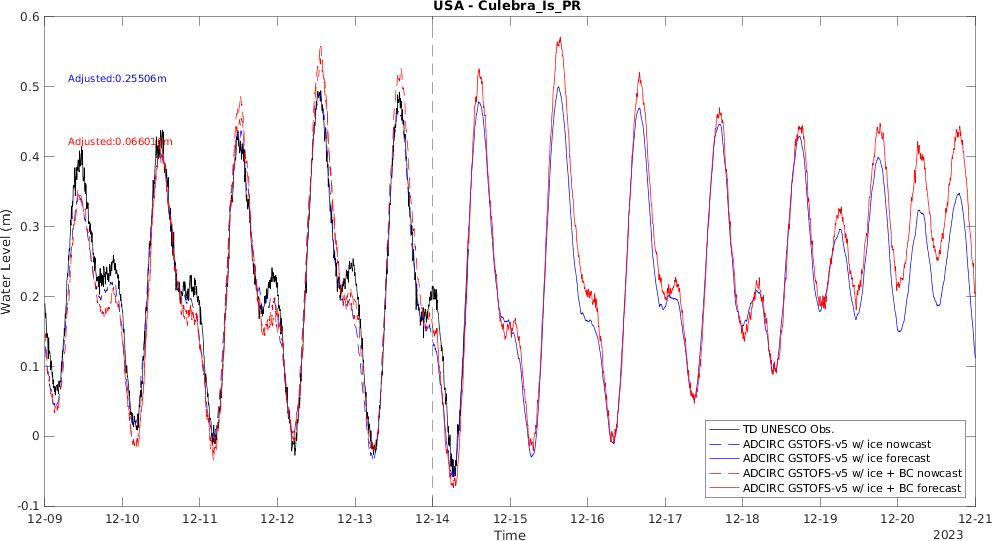 USA - Culebra_Is_PR
0.6
0.5
0.4
0.3
0.2
0.1
0
-0.1
Water Level (m)
Adjusted:0.25506m
Adjusted:0.06601 m
12-09 12-10 12-11 12-12 12-13 12-14 12-15 12-16 12-17 12-18 12-19 12-20 12-21
Time
2023
TD UNESCO Obs.
ADCIRC GSTOFS-v5 w/ ice nowcast
ADCIRC GSTOFS-v5 w/ ice forecast
ADCIRC GSTOFS-v5 w/ ice + BC nowcast
ADCIRC GSTOFS-v5 w/ ice + BC forecast